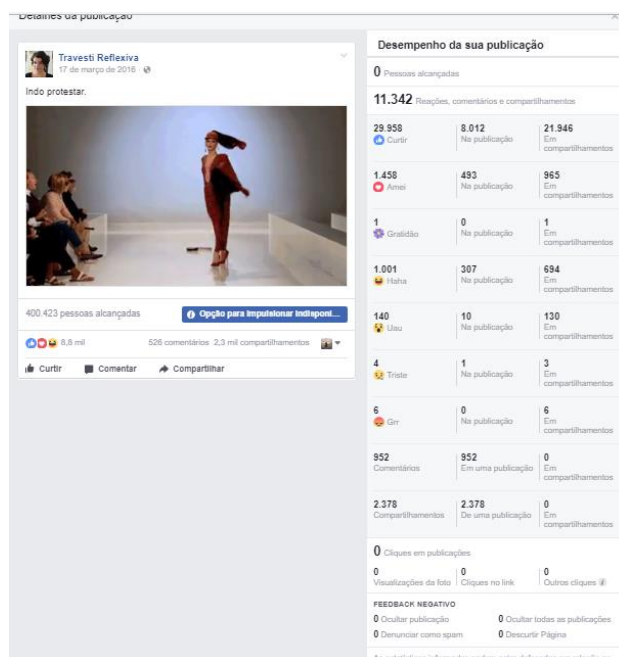 Detalhes da publicação
Travesti Reflexiva
17 de março de 2016
Indo protestar.
400.423 pessoas alcançadas
Opção para impulsionar indisponí...
8,8 mil
526 comentários 2,3 mil compartilhamentos
Curtir Comentar Compartilhar
Desempenho da sua publicação
0 Pessoas alcançadas
11.342 Reações, comentários e compartilhamentos
29.958 8.012 21.946
Curtir Na publicação Em
compartilhamentos
1.458 493 965
Amei Na publicação Em
compartilhamentos
1 0 1
Gratidão Na publicação Em
compartilhamentos
1.001 307 694
Haha Na publicação Em
compartilhamentos
140 10 130
Uau Na publicação Em
compartilhamentos
4 1 3
Triste Na publicação Em
compartilhamentos
6 0 6
Grr Na publicação Em
compartilhamentos
952 952 0
Comentários Em uma publicação Em
compartilhamentos
2.378 2.378 0
Compartilhamentos De uma publicação Em
compartilhamentos
0 Cliques em publicações
0 0 0
Visualizações da foto Cliques no link Outros cliques
FEEDBACK NEGATIVO
0 Ocultar publicação 0 Ocultar todas as publicações
0 Denunciar como spam 0 Descurtir Página